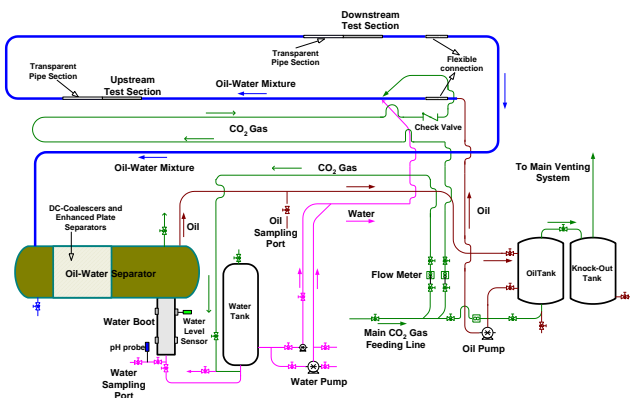 Downstream
Test Section
Transparent
Pipe Section
Transparent
Pipe Section
Flexible
connection
Upstream
Test Section
Oil-Water Mixture
Check Valve
CO2 Gas
Oil-Water Mixture
CO2 Gas
To Main Venting
System
DC-Coalescers and
Enhanced Plate
Separators
Oil
Oil
Sampling
Port
Water
Oil
Oil-Water Separator
Water
Tank
Flow Meter
OilTank
Knock-Out
Tank
Water Boot
Water
Level
Sensor
pH probe
Main CO2 Gas
Feeding Line
Oil Pump
Water
Sampling
Port
Water Pump